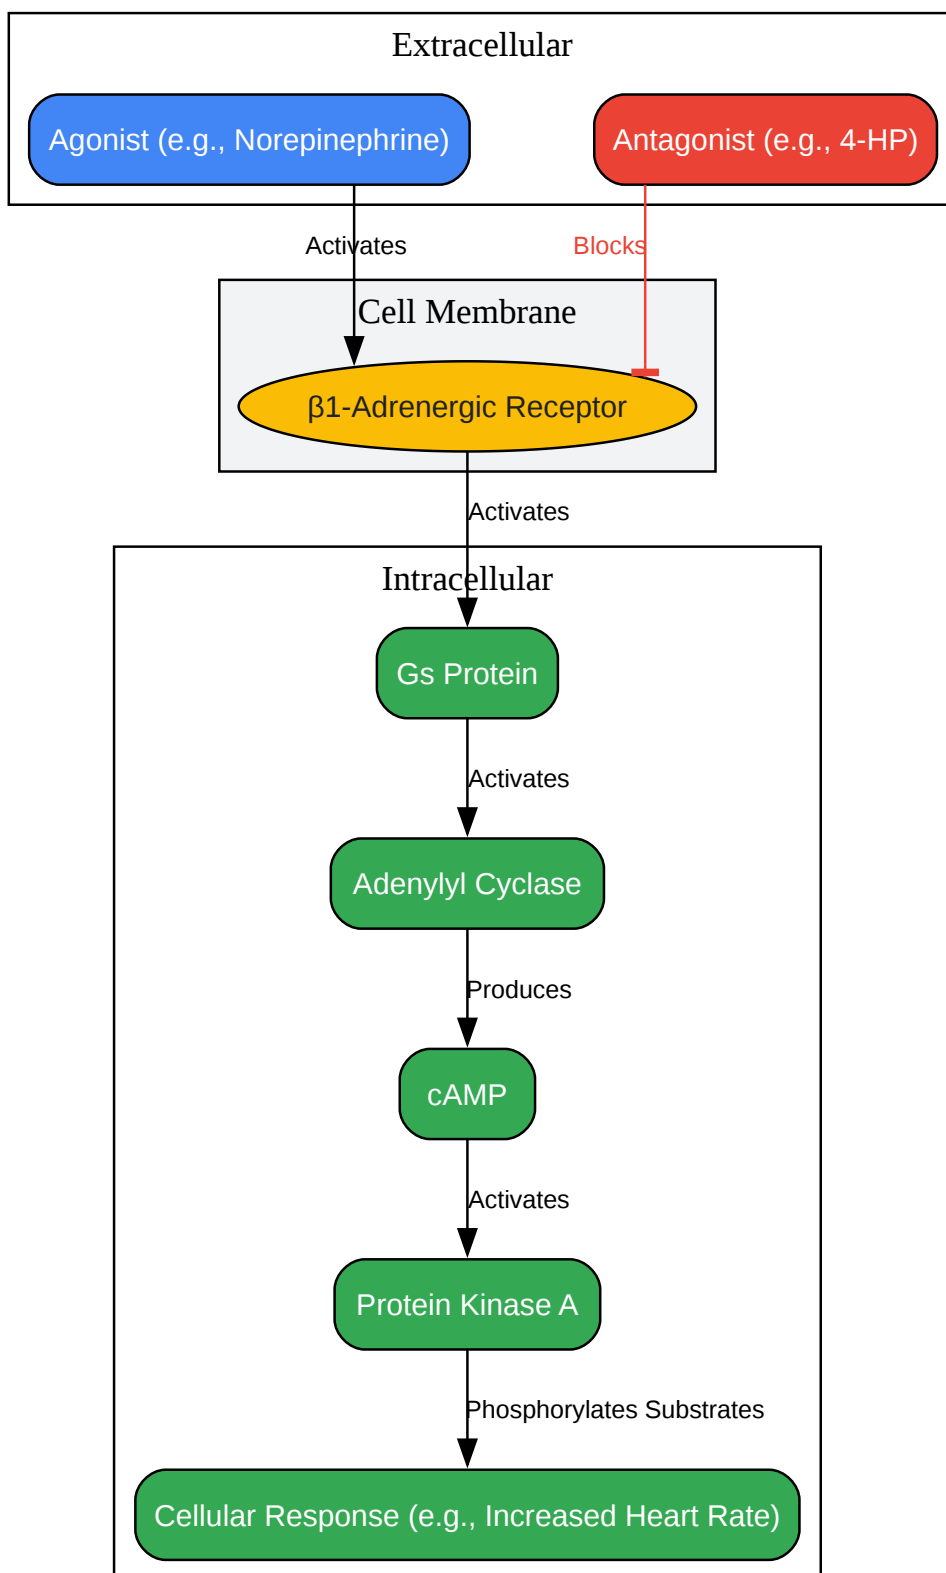 Extracellular
Agonist (e.g., Norepinephrine)
Antagonist (e.g., 4-HP)
Activates
Blocks
Cell Membrane
β1-Adrenergic Receptor
Activates
Intracellular
Gs Protein
Activates
Adenylyl Cyclase
Produces
cAMP
Activates
Protein Kinase A
Phosphorylates Substrates
Cellular Response (e.g., Increased Heart Rate)